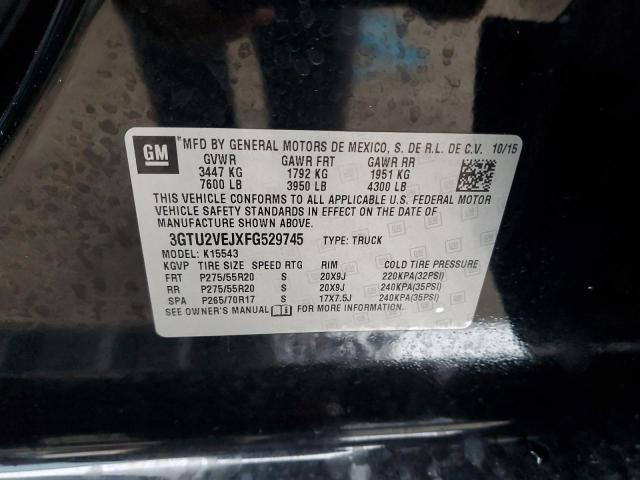 GM
MFD BY GENERAL MOTORS DE MEXICO, S. DE R.L. DE C.V. 10/15
GVWR GAWR FRT GAWR RR
3447 KG 1792 KG 1951 KG
7600 LB 3950 LB 4300 LB
THIS VEHICLE CONFORMS TO ALL APPLICABLE U.S. FEDERAL MOTOR
VEHICLE SAFETY STANDARDS IN EFFECT ON THE DATE OF
MANUFACTURE SHOWN ABOVE.
3GTU2VEJXFG529745 TYPE: TRUCK
MODEL: K15543
KGVP TIRE SIZE SPEED RTG RIM COLD TIRE PRESSURE
FRT P275/55R20 S 20X9J 220KPA(32PSI)
RR P275/55R20 S 20X9J 240KPA(35PSI)
SPA P265/70R17 S 17X7.5J 240KPA(35PSI)
SEE OWNER'S MANUAL FOR MORE INFORMATION.